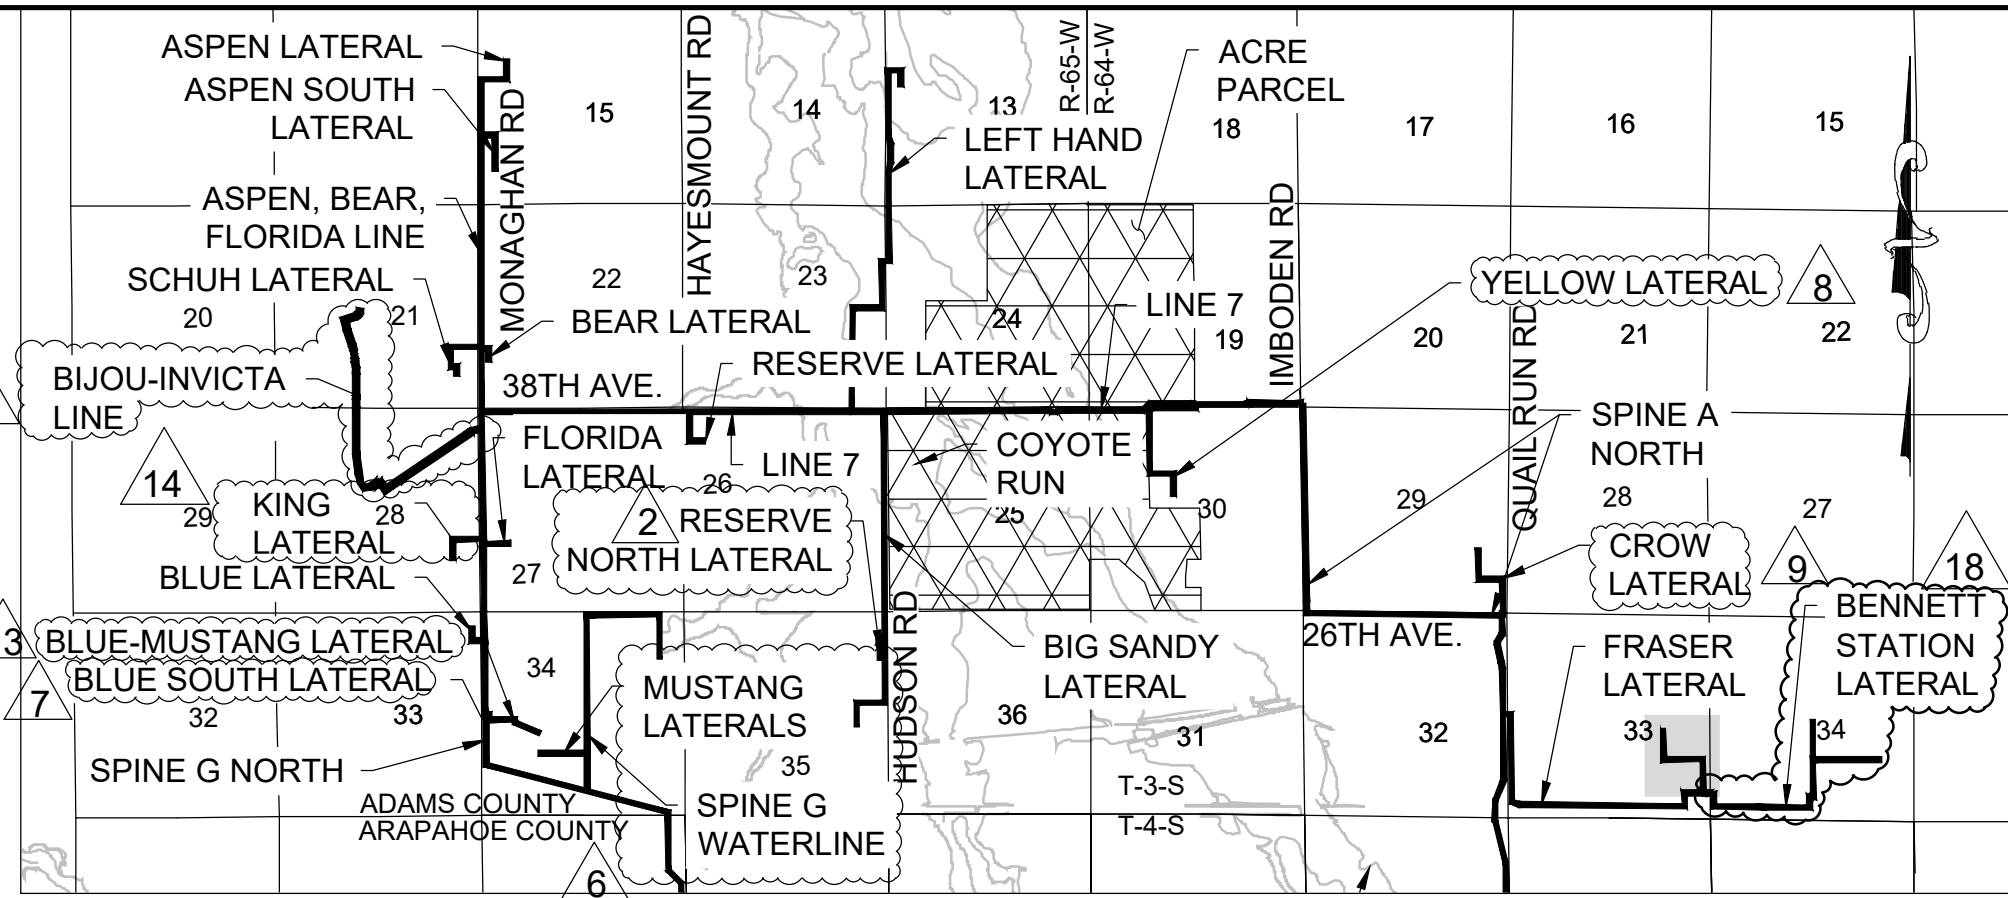 ASPEN LATERAL
ASPEN SOUTH
LATERAL
ASPEN, BEAR,
FLORIDA LINE
SCHUH LATERAL
20
21
BIJOU-INVICTA
LINE
14
29
KING
LATERAL
28
BLUE LATERAL
3
BLUE-MUSTANG LATERAL
7
BLUE SOUTH LATERAL
32
33
SPINE G NORTH
ADAMS COUNTY
ARAPAHOE COUNTY
6
MONAGHAN RD
15
HAYESMOUNT RD
14
13
R-65-W
R-64-W
ACRE
PARCEL
18
17
16
15
LEFT HAND
LATERAL
22
23
BEAR LATERAL
24
LINE 7
19
IMBODEN RD
YELLOW LATERAL
8
20
QUAIL RUN RD
21
22
RESERVE LATERAL
38TH AVE.
FLORIDA
LATERAL
LINE 7
26
2
RESERVE
NORTH LATERAL
27
COYOTE
RUN
25
30
29
SPINE A
NORTH
28
27
CROW
LATERAL
9
18
BENNETT
STATION
LATERAL
34
MUSTANG
LATERALS
35
SPINE G
WATERLINE
HUDSON RD
BIG SANDY
LATERAL
36
31
T-3-S
T-4-S
26TH AVE.
32
FRASER
LATERAL
33
34